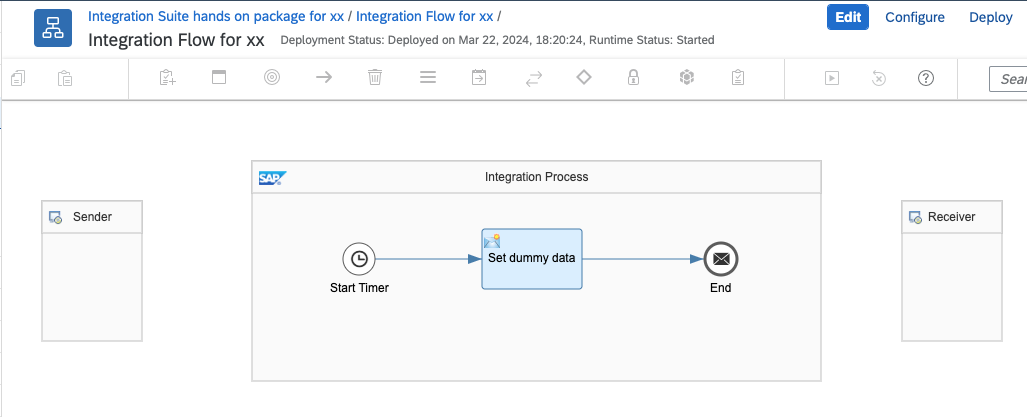 Integration Suite hands on package for xx / Integration Flow for xx /
Edit Configure Deploy
Integration Flow for xx Deployment Status: Deployed on Mar 22, 2024, 18:20:24, Runtime Status: Started
Sear
SAP Integration Process
Sender
Receiver
Set dummy data
Start Timer
End